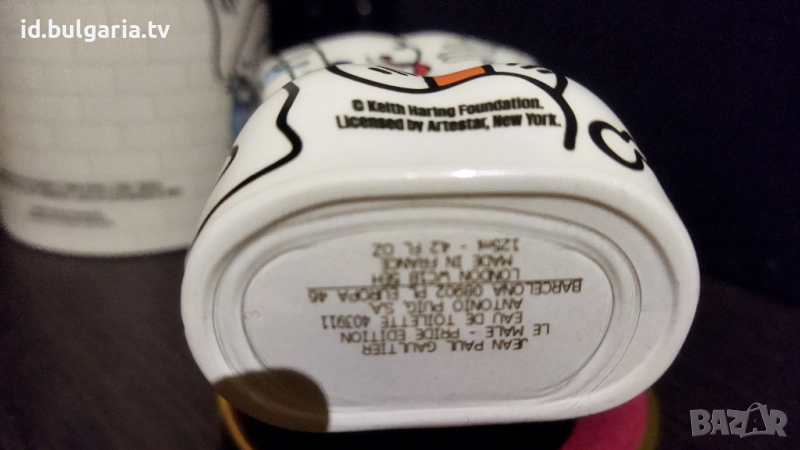 id.bulgaria.tv
© Keith Haring Foundation.
Licensed by Artestar, New York.
JEAN PAUL GAULTIER
LE MALE - PRIDE EDITION
EAU DE TOILETTE 403911
ANTONIO PUIG, S.A
BARCELONA 08902 PL EUROPA 46
LONDON WC1B 5EH
MADE IN FRANCE
125ml - 4.2 FL OZ
BAZAR